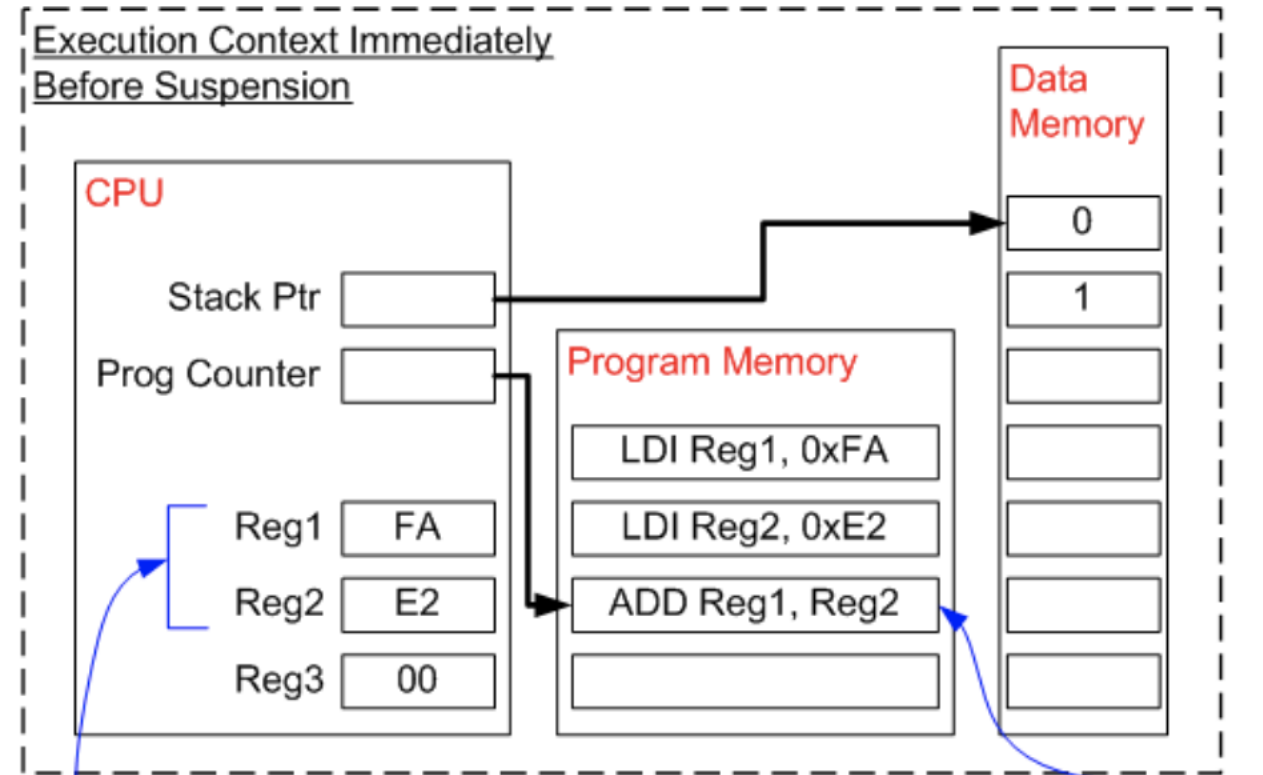 Execution Context Immediately
Before Suspension
Data
Memory
CPU
0
Stack Ptr
1
Prog Counter
Program Memory
LDI Reg1, 0xFA
Reg1
FA
LDI Reg2, 0xE2
Reg2
E2
ADD Reg1, Reg2
Reg3
00